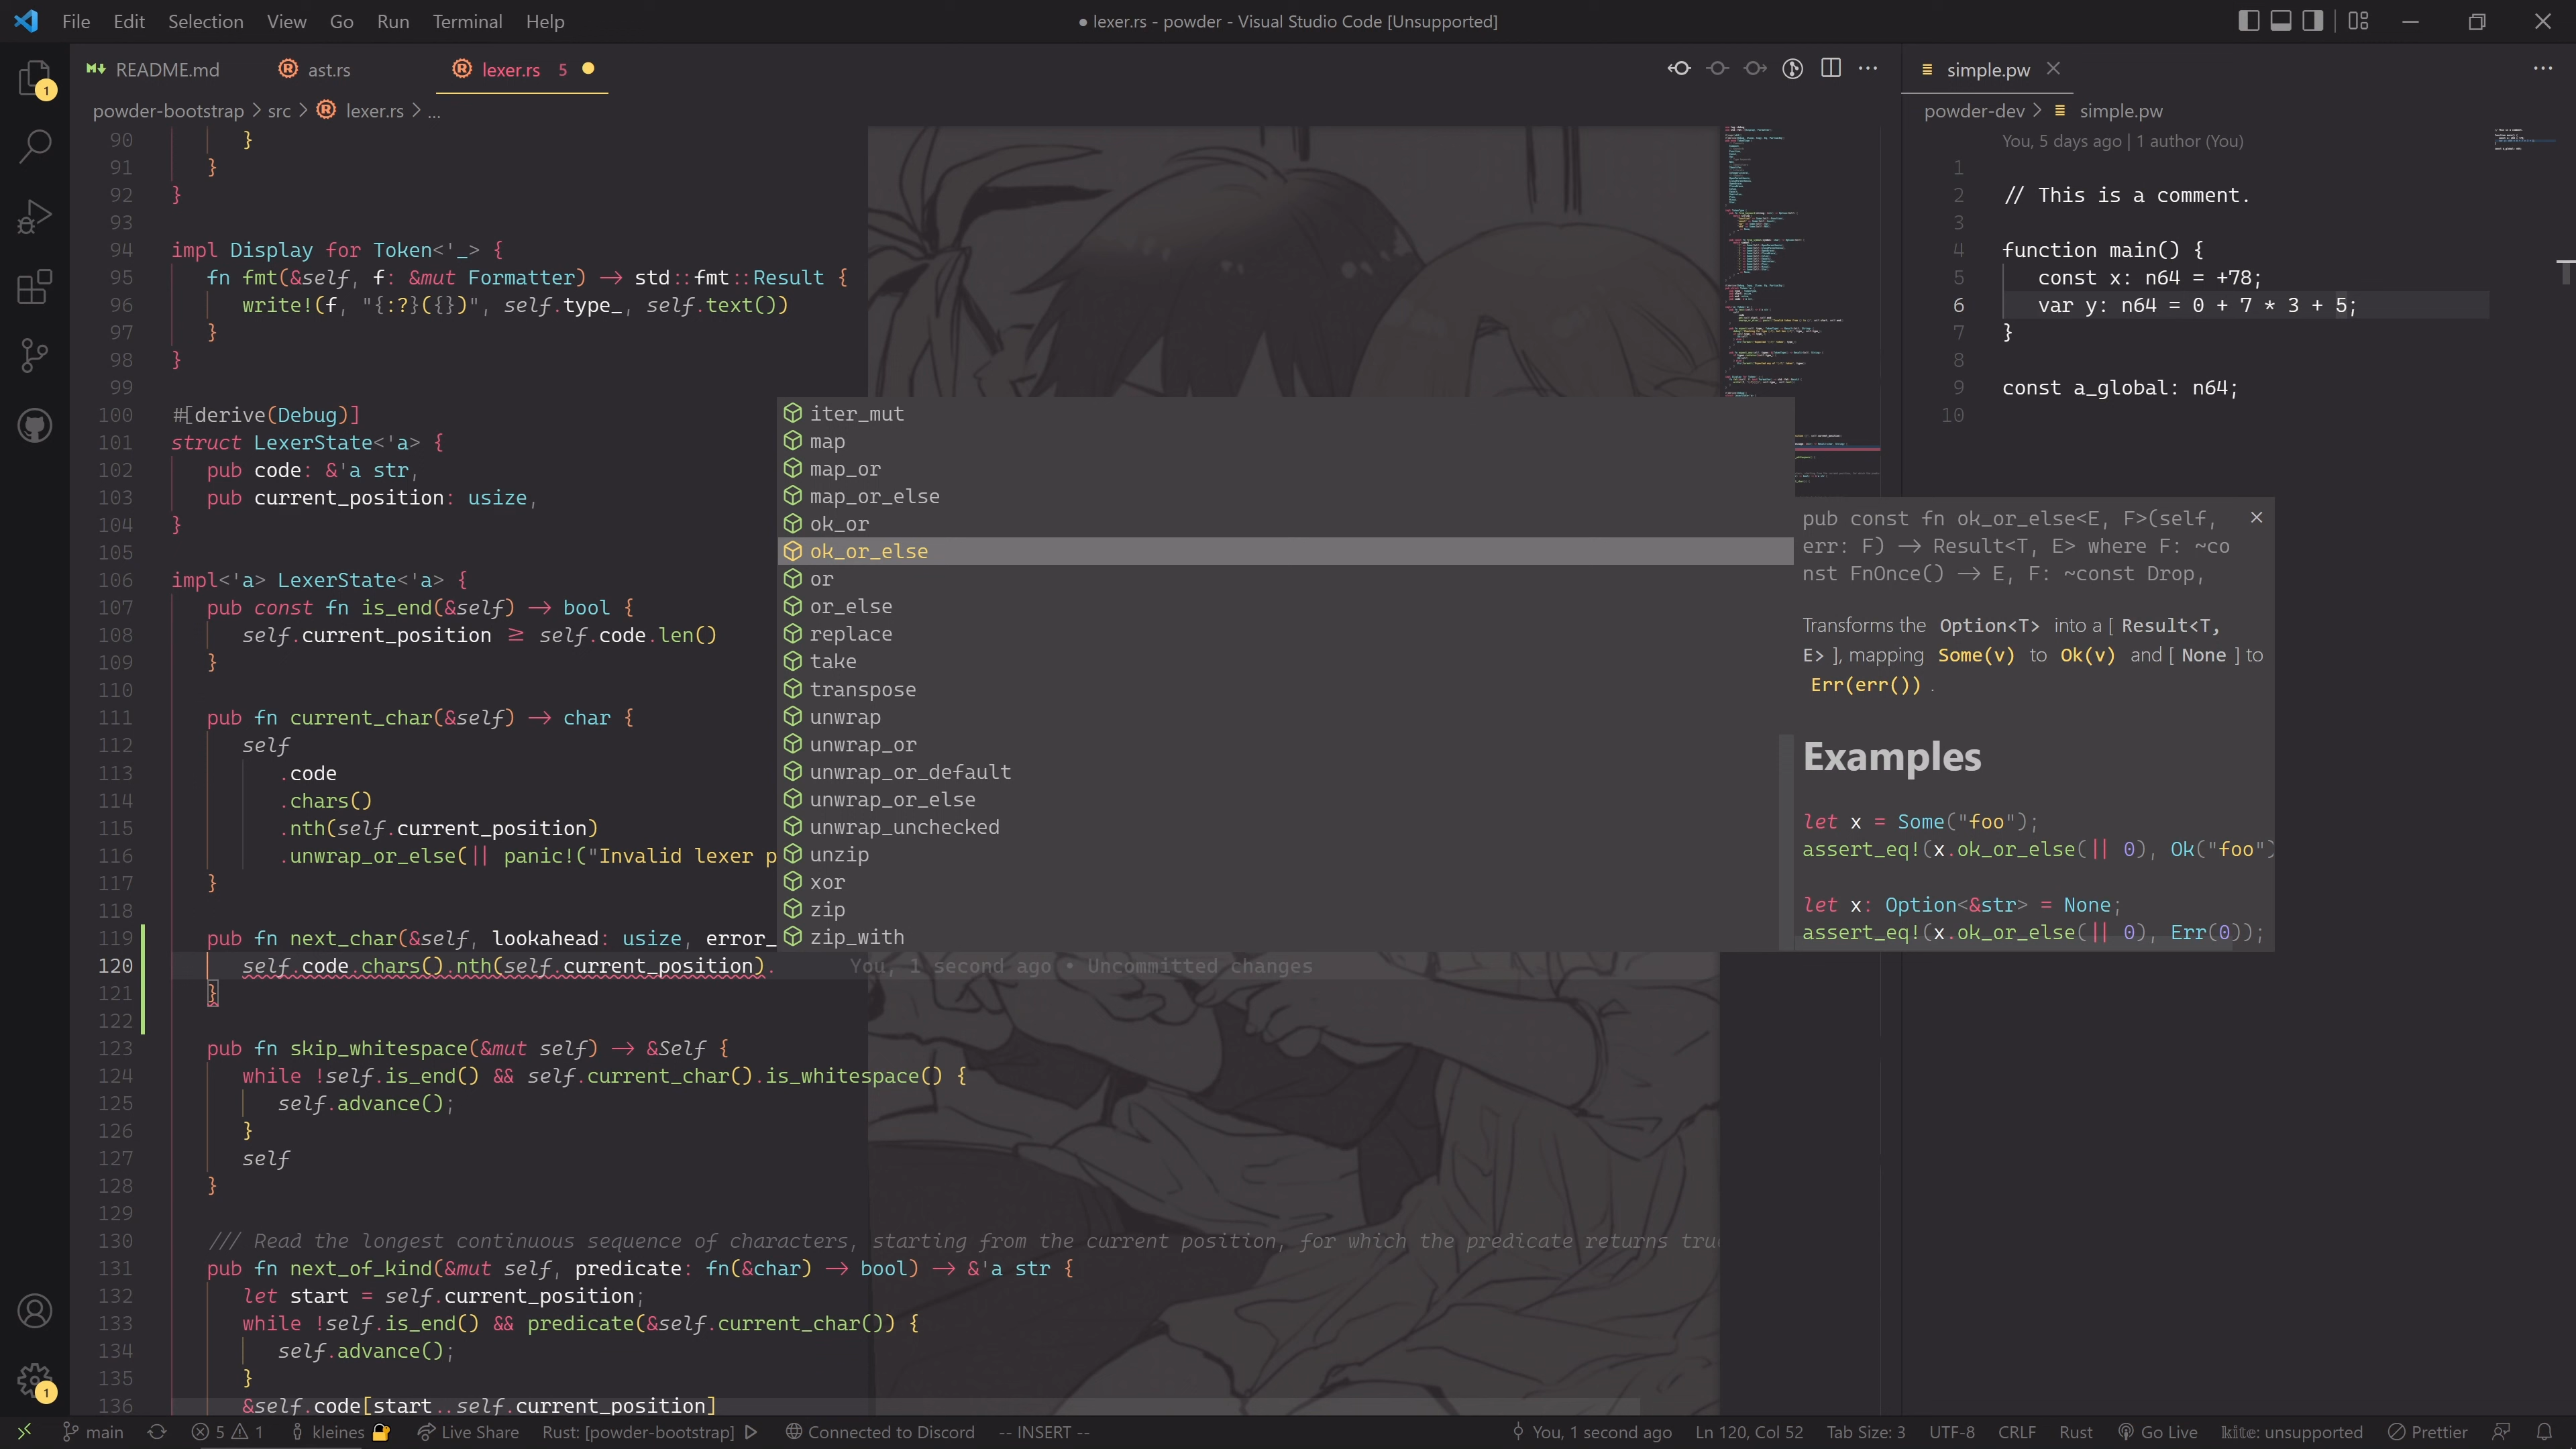 File Edit Selection View Go Run Terminal Help
● lexer.rs - powder - Visual Studio Code [Unsupported]
README.md
ast.rs
lexer.rs 5
powder-bootstrap > src > lexer.rs > ...
90 }
91 }
92 }
93
94 impl Display for Token<'_> {
95 fn fmt(&self, f: &mut Formatter) → std::fmt::Result {
96 write!(f, "{:?}({})", self.type_, self.text())
97 }
98 }
99
100 #[derive(Debug)]
101 struct LexerState<'a> {
102 pub code: &'a str,
103 pub current_position: usize,
104 }
105
106 impl<'a> LexerState<'a> {
107 pub const fn is_end(&self) → bool {
108 self.current_position ≥ self.code.len()
109 }
110
111 pub fn current_char(&self) → char {
112 self
113 .code
114 .chars()
115 .nth(self.current_position)
116 .unwrap_or_else(|| panic!("Invalid lexer p
117 }
118
119 pub fn next_char(&self, lookahead: usize, error_
120 self.code.chars().nth(self.current_position). You, 1 second ago • Uncommitted changes
121 }
122
123 pub fn skip_whitespace(&mut self) → &Self {
124 while !self.is_end() && self.current_char().is_whitespace() {
125 self.advance();
126 }
127 self
128 }
129
130 /// Read the longest continuous sequence of characters, starting from the current position, for which the predicate returns tru
131 pub fn next_of_kind(&mut self, predicate: fn(&char) → bool) → &'a str {
132 let start = self.current_position;
133 while !self.is_end() && predicate(&self.current_char()) {
134 self.advance();
135 }
136 &self.code[start..self.current_position]
iter_mut
map
map_or
map_or_else
ok_or
ok_or_else
or
or_else
replace
take
transpose
unwrap
unwrap_or
unwrap_or_default
unwrap_or_else
unwrap_unchecked
unzip
xor
zip
zip_with
pub const fn ok_or_else<E, F>(self,
err: F) → Result<T, E> where F: ~co
nst FnOnce() → E, F: ~const Drop,
Transforms the Option<T> into a [ Result<T,
E> ], mapping Some(v) to Ok(v) and [ None ] to
Err(err()) .
Examples
let x = Some("foo");
assert_eq!(x.ok_or_else(|| 0), Ok("foo")
let x: Option<&str> = None;
assert_eq!(x.ok_or_else(|| 0), Err(0));
simple.pw
powder-dev > simple.pw
You, 5 days ago | 1 author (You)
1
2 // This is a comment.
3
4 function main() {
5 const x: n64 = +78;
6 var y: n64 = 0 + 7 * 3 + 5;
7 }
8
9 const a_global: n64;
10
1
1
main 5 1 kleines Live Share Rust: [powder-bootstrap] Connected to Discord -- INSERT -- You, 1 second ago Ln 120, Col 52 Tab Size: 3 UTF-8 CRLF Rust Go Live kite: unsupported Prettier